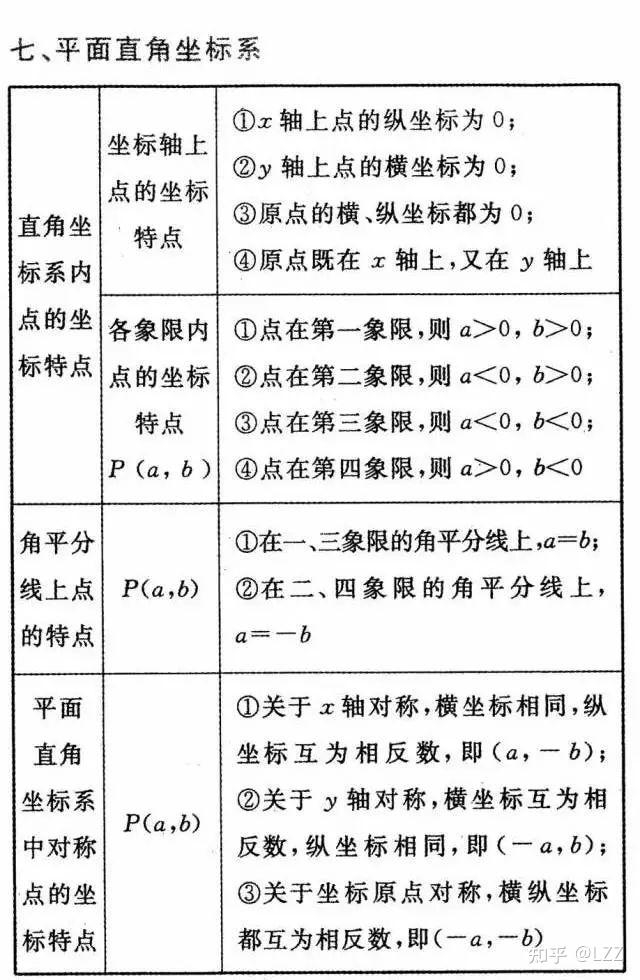 七、平面直角坐标系
直角坐
标系内
点的坐
标特点
坐标轴上
点的坐标
特点
①x 轴上点的纵坐标为 0；
②y 轴上点的横坐标为 0；
③原点的横、纵坐标都为 0；
④原点既在 x 轴上，又在 y 轴上
各象限内
点的坐标
特点
P（a，b）
①点在第一象限，则 a>0，b>0；
②点在第二象限，则 a<0，b>0；
③点在第三象限，则 a<0，b<0；
④点在第四象限，则 a>0，b<0
角平分
线上点
的特点
P(a,b)
①在一、三象限的角平分线上，a=b；
②在二、四象限的角平分线上，
a=－b
平面
直角
坐标系
中对称
点的坐
标特点
P(a,b)
①关于 x 轴对称，横坐标相同，纵
坐标互为相反数，即（a，－b）；
②关于 y 轴对称，横坐标互为相
反数，纵坐标相同，即（－a，b）；
③关于坐标原点对称，横纵坐标
都互为相反数，即(－a，－b)
知乎 @LZZ